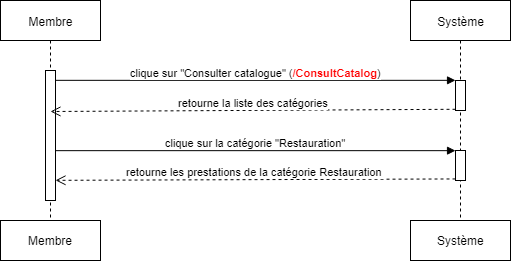 Membre
Système
clique sur "Consulter catalogue" (/ConsultCatalog)
retourne la liste des catégories
clique sur la catégorie "Restauration"
retourne les prestations de la catégorie Restauration
Membre
Système